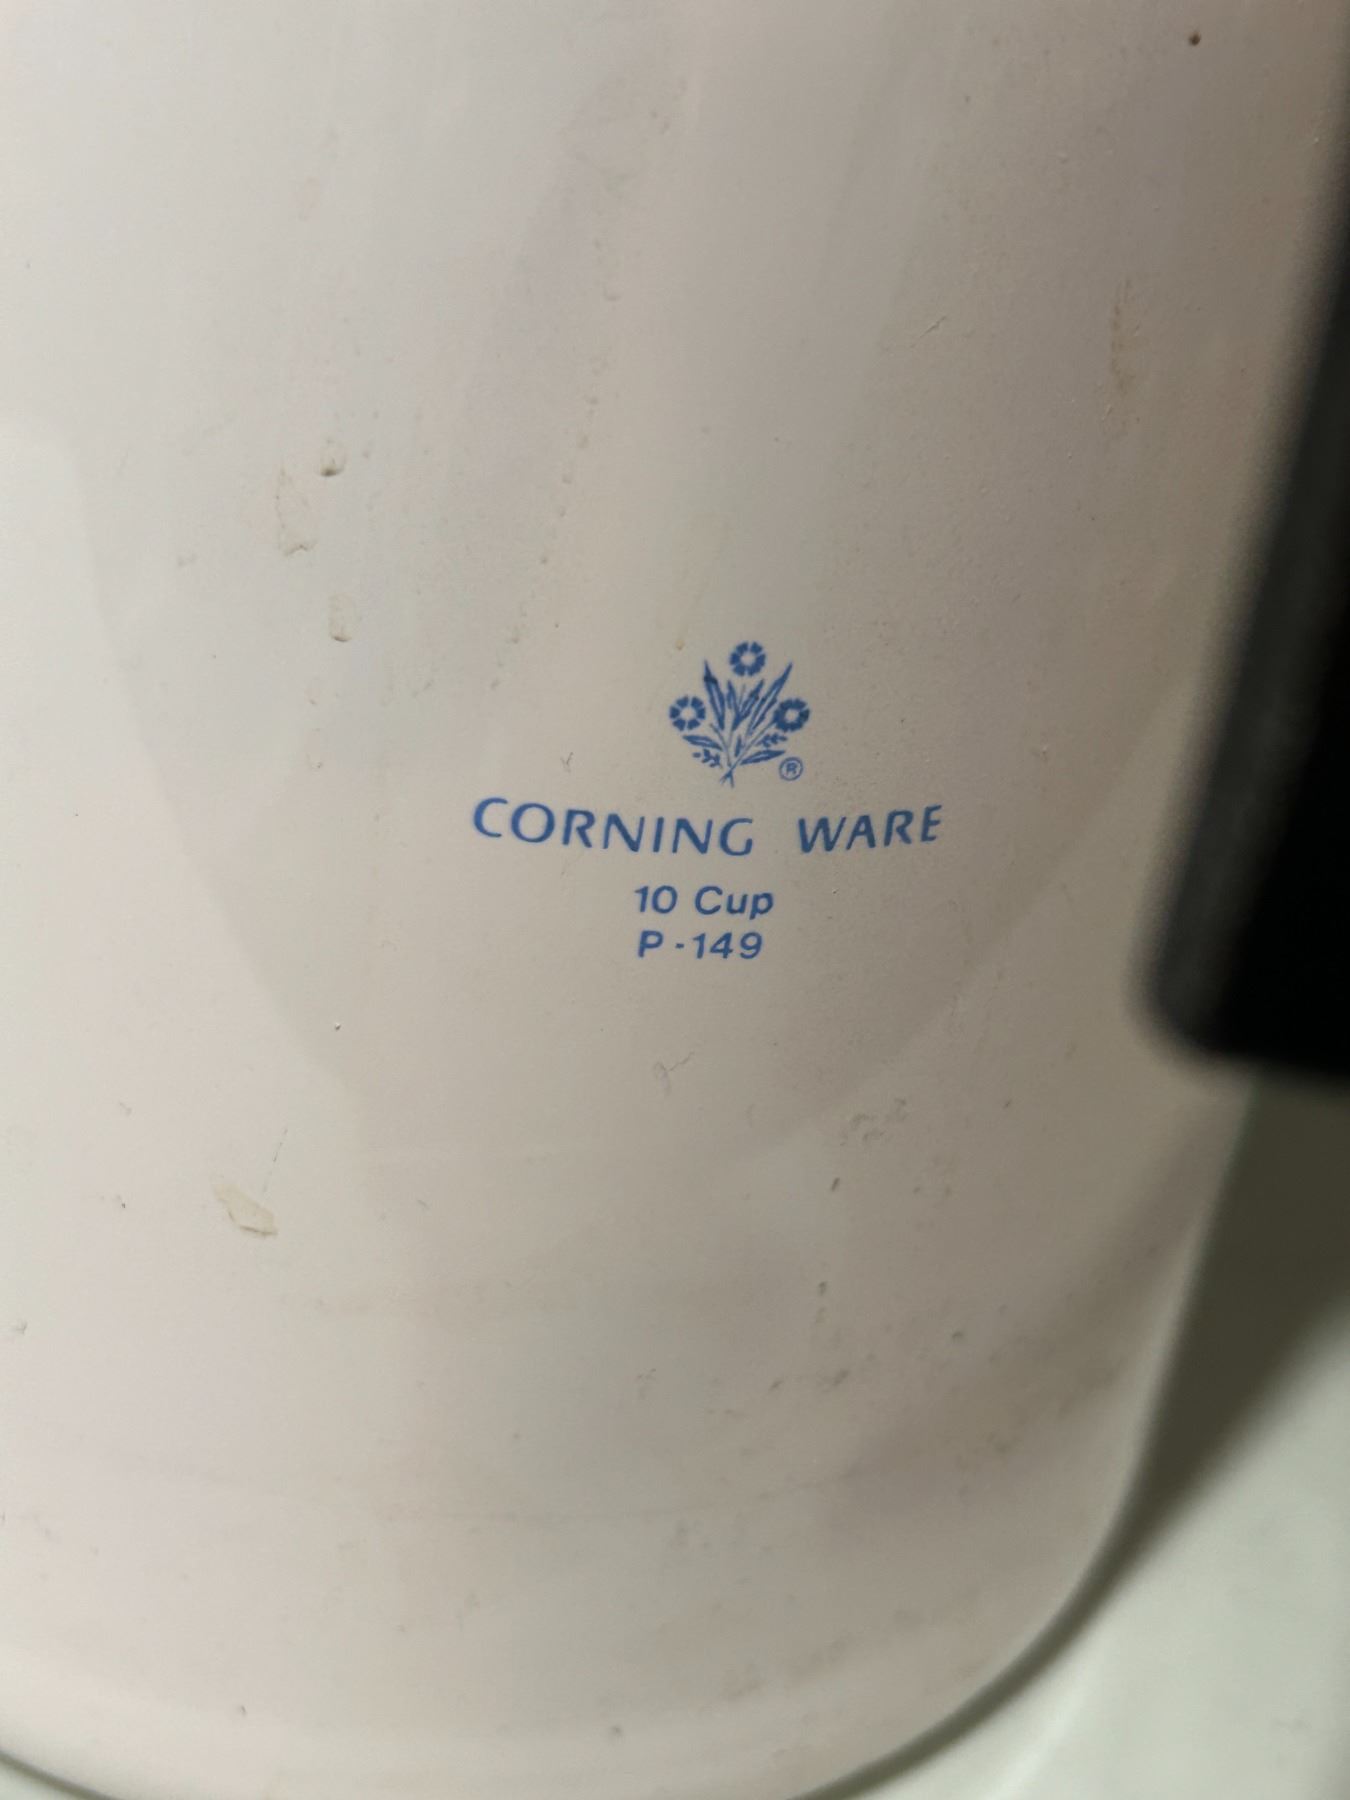 ®
CORNING WARE
10 Cup
P-149